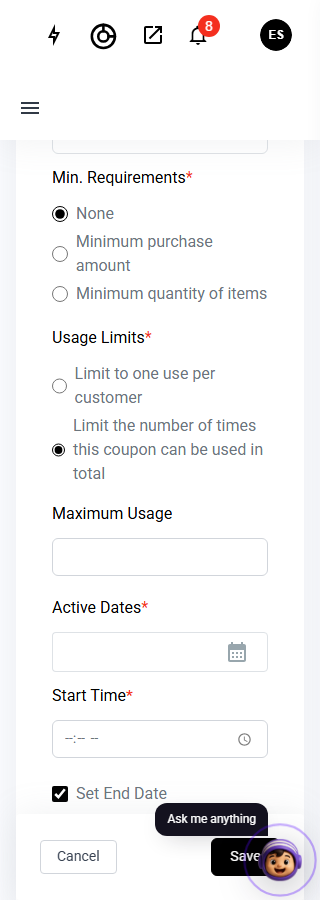 8
ES
Min. Requirements*
None
Minimum purchase
amount
Minimum quantity of items
Usage Limits*
Limit to one use per
customer
Limit the number of times
this coupon can be used in
total
Maximum Usage
Active Dates*
Start Time*
--:-- --
Set End Date
Ask me anything
Cancel
Save